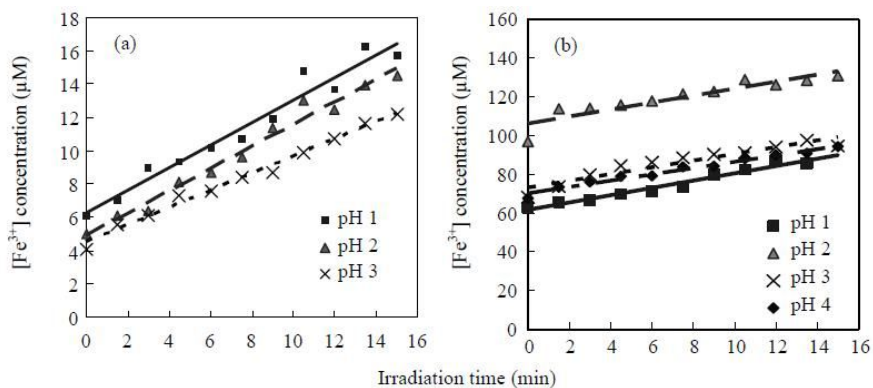 (a)
[Fe³⁺] concentration (µM)
18
16
14
12
10
8
6
4
2
0
0 2 4 6 8 10 12 14 16
pH 1
pH 2
pH 3
(b)
[Fe³⁺] concentration (µM)
160
140
120
100
80
60
40
20
0
0 2 4 6 8 10 12 14 16
pH 1
pH 2
pH 3
pH 4
Irradiation time (min)